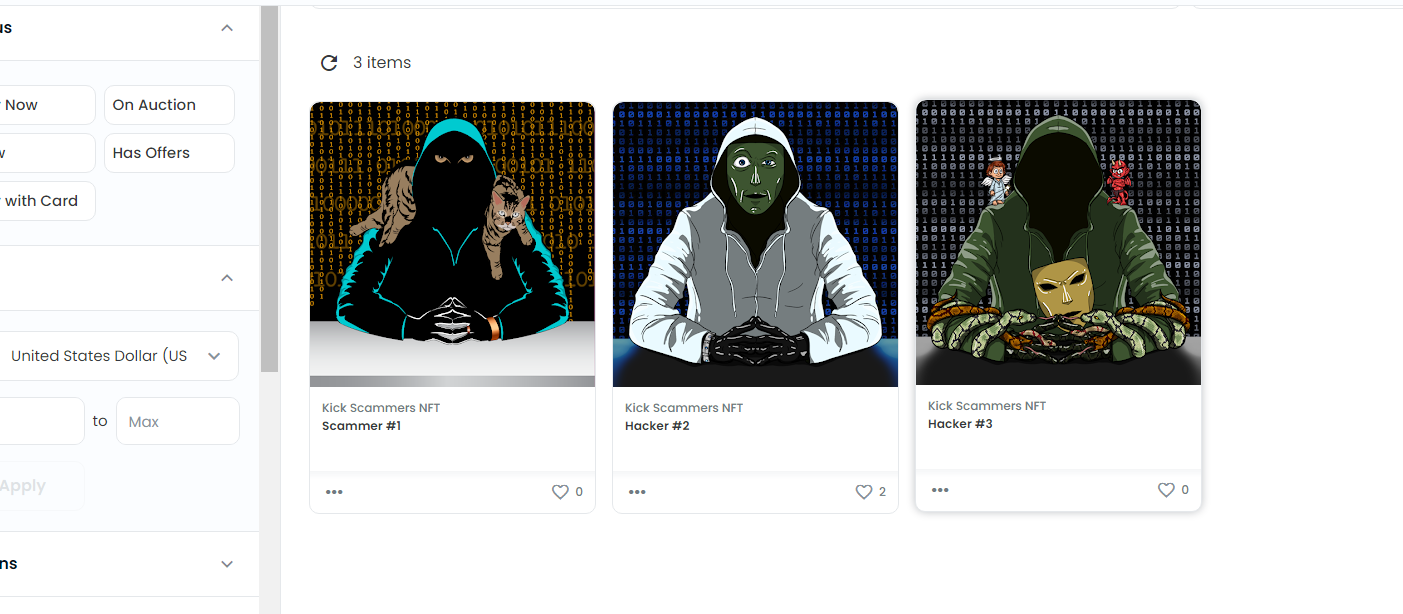 us
3 items
Now
On Auction
w
Has Offers
with Card
United States Dollar (US
to
Max
Apply
ns
Kick Scammers NFT
Scammer #1
0
Kick Scammers NFT
Hacker #2
2
Kick Scammers NFT
Hacker #3
0